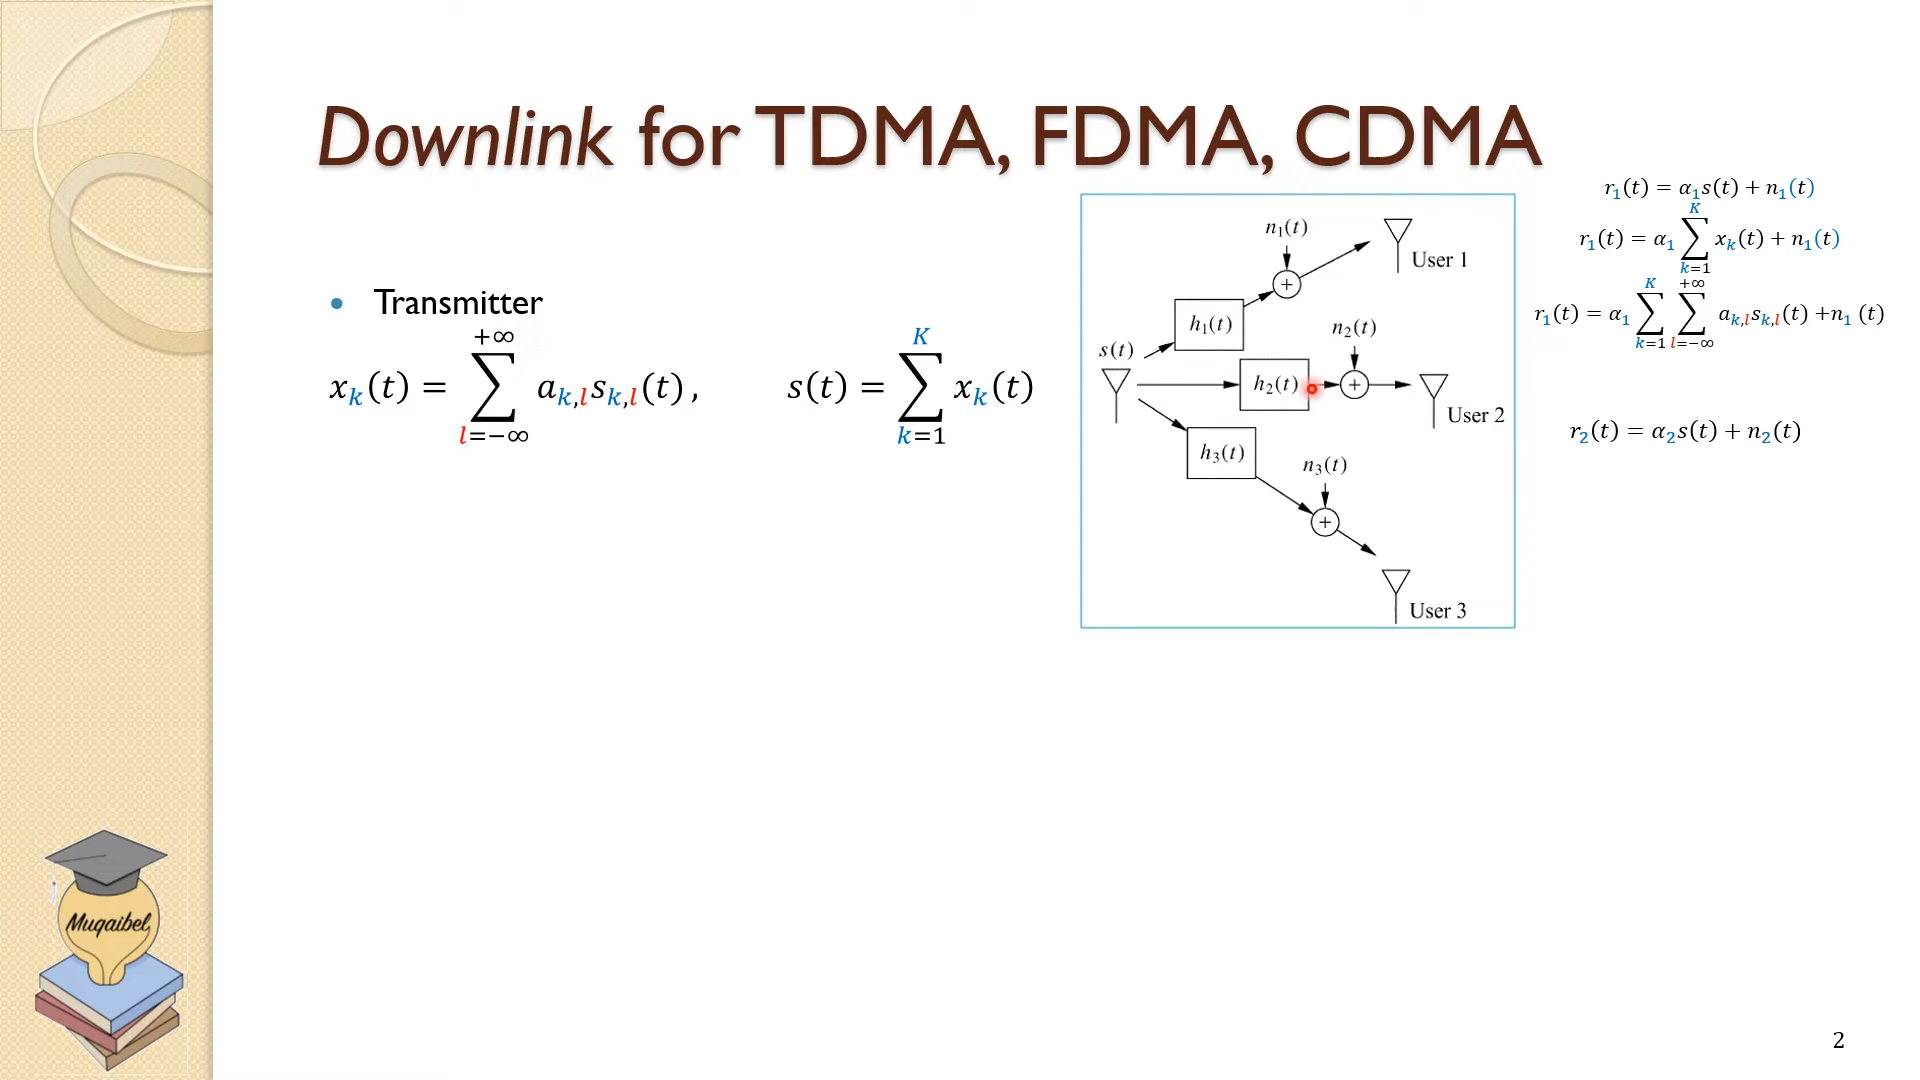 Downlink for TDMA, FDMA, CDMA
• Transmitter
x_k(t) = ∑_{l=−∞}^{+∞} a_{k,l}s_{k,l}(t) ,   s(t) = ∑_{k=1}^{K} x_k(t)
n₁(t)
User 1
h₁(t)
n₂(t)
s(t)
h₂(t)
User 2
h₃(t)
n₃(t)
User 3
+
+
+
r₁(t) = α₁s(t) + n₁(t)
r₁(t) = α₁ ∑_{k=1}^{K} x_k(t) + n₁(t)
r₁(t) = α₁ ∑_{k=1}^{K} ∑_{l=−∞}^{+∞} a_{k,l}s_{k,l}(t) +n₁ (t)
r₂(t) = α₂s(t) + n₂(t)
Muqaibel
2